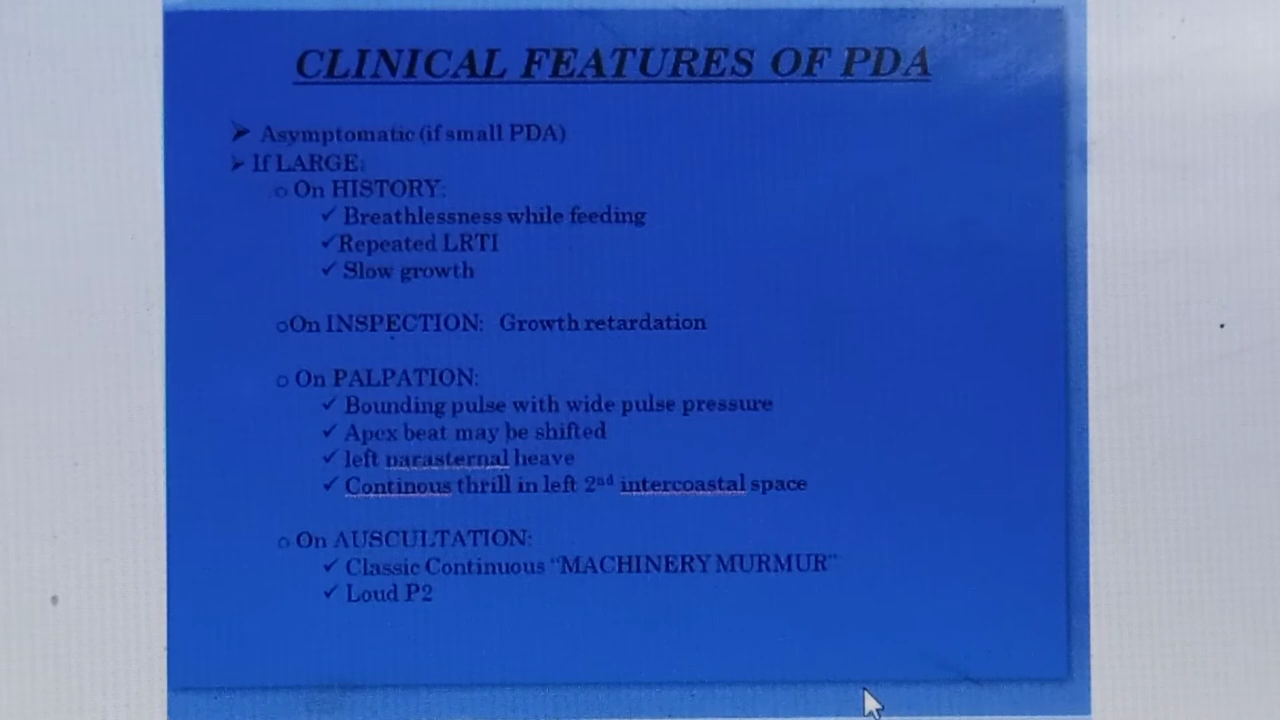 CLINICAL FEATURES OF PDA
➤ Asymptomatic (if small PDA)
➤ If LARGE:
o On HISTORY:
✓ Breathlessness while feeding
✓Repeated LRTI
✓ Slow growth
oOn INSPECTION: Growth retardation
o On PALPATION:
✓ Bounding pulse with wide pulse pressure
✓ Apex beat may be shifted
✓ left parasternal heave
✓ Continous thrill in left 2nd intercoastal space
o On AUSCULTATION:
✓ Classic Continuous "MACHINERY MURMUR"
✓ Loud P2